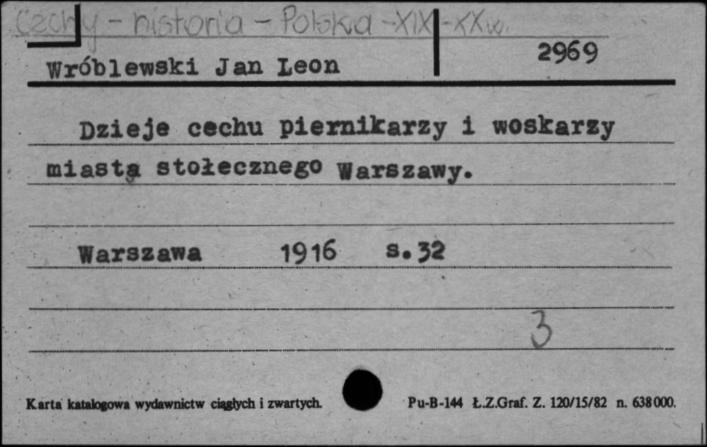 Cechy - historia - Polska - XIX - XX w.
Wróblewski Jan Leon 2969
Dzieje cechu piernikarzy i woskarzy
miasta stołecznego Warszawy.
Warszawa 1916 s. 32
3
Karta katalogowa wydawnictw ciągłych i zwartych. Pu-B-144 Ł.Z.Graf. Z. 120/15/82 n. 638000.